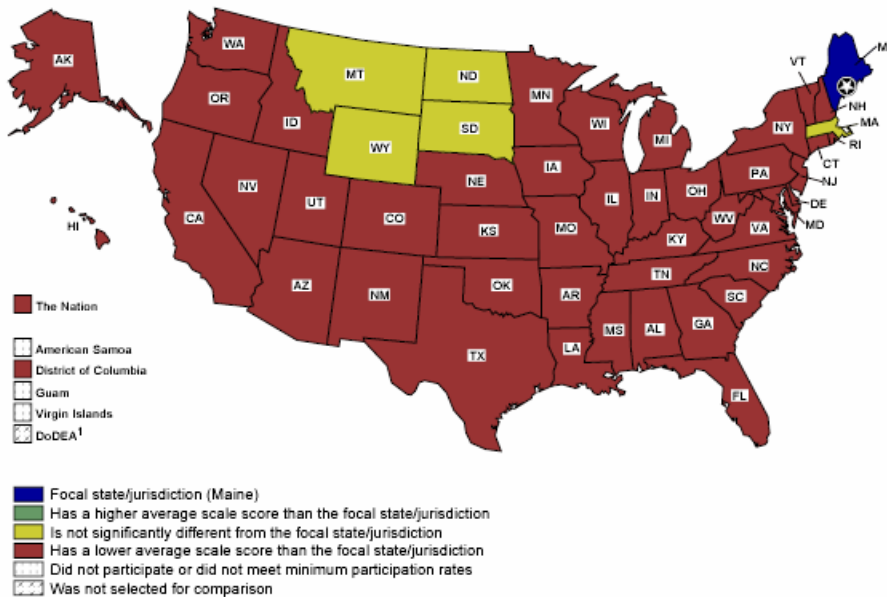 AK
WA
OR
ID
MT
ND
SD
WY
MN
WI
MI
NY
VT
M
NH
MA
RI
CT
NJ
DE
MD
PA
OH
IN
IL
IA
NE
NV
UT
CO
CA
KS
MO
KY
WV
VA
NC
TN
SC
AZ
NM
OK
AR
MS
AL
GA
LA
TX
FL
HI
The Nation
American Samoa
District of Columbia
Guam
Virgin Islands
DoDEA¹
Focal state/jurisdiction (Maine)
Has a higher average scale score than the focal state/jurisdiction
Is not significantly different from the focal state/jurisdiction
Has a lower average scale score than the focal state/jurisdiction
Did not participate or did not meet minimum participation rates
Was not selected for comparison